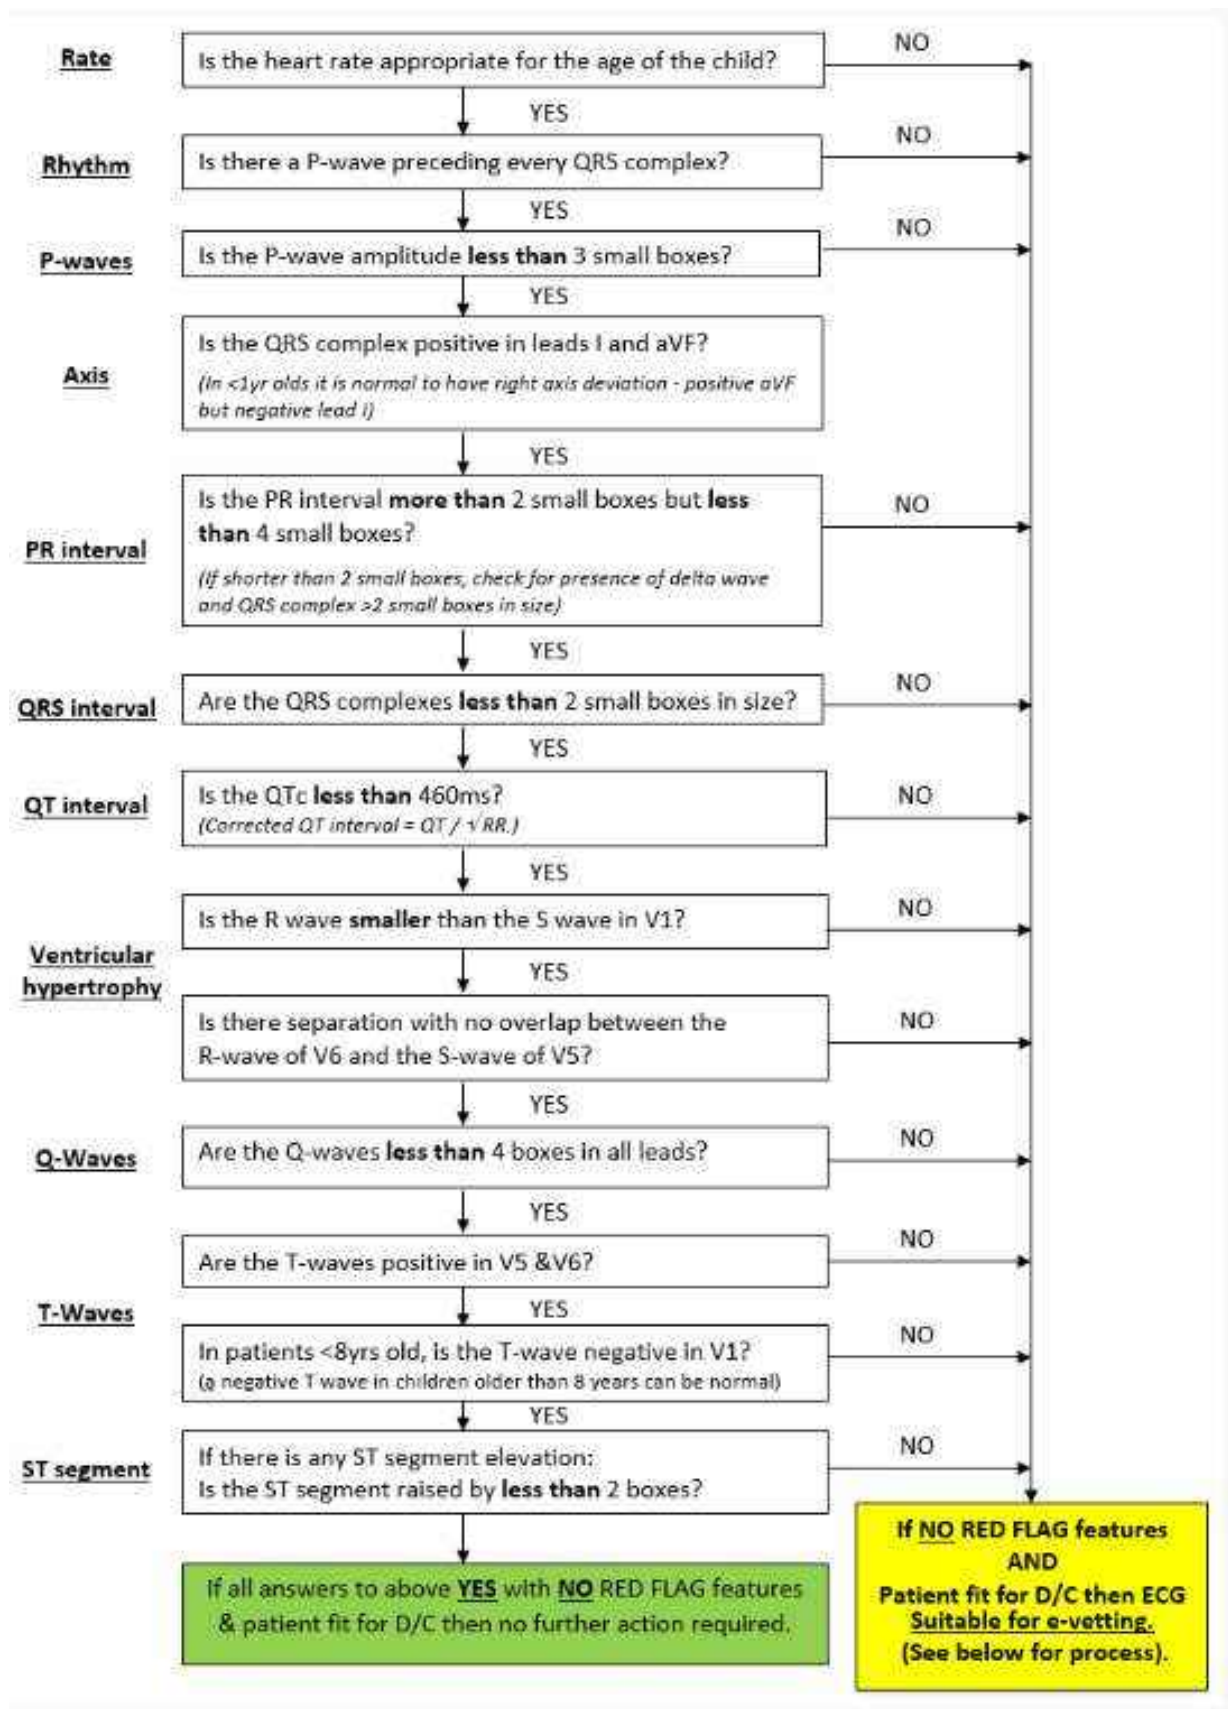 Rate
Is the heart rate appropriate for the age of the child?
NO
YES
Rhythm
Is there a P-wave preceding every QRS complex?
NO
YES
P-waves
Is the P-wave amplitude less than 3 small boxes?
NO
YES
Axis
Is the QRS complex positive in leads I and aVF?
(In <1yr olds it is normal to have right axis deviation - positive aVF
but negative lead I)
YES
PR interval
Is the PR interval more than 2 small boxes but less
than 4 small boxes?
(If shorter than 2 small boxes, check for presence of delta wave
and QRS complex >2 small boxes in size)
NO
YES
QRS interval
Are the QRS complexes less than 2 small boxes in size?
NO
YES
QT interval
Is the QTc less than 460ms?
(Corrected QT interval = QT / √RR.)
NO
YES
Ventricular
hypertrophy
Is the R wave smaller than the S wave in V1?
NO
YES
Is there separation with no overlap between the
R-wave of V6 and the S-wave of V5?
NO
YES
Q-Waves
Are the Q-waves less than 4 boxes in all leads?
NO
YES
T-Waves
Are the T-waves positive in V5 &V6?
NO
YES
In patients <8yrs old, is the T-wave negative in V1?
(a negative T wave in children older than 8 years can be normal)
NO
YES
ST segment
If there is any ST segment elevation:
Is the ST segment raised by less than 2 boxes?
NO
If all answers to above YES with NO RED FLAG features
& patient fit for D/C then no further action required.
If NO RED FLAG features
AND
Patient fit for D/C then ECG
Suitable for e-vetting.
(See below for process).